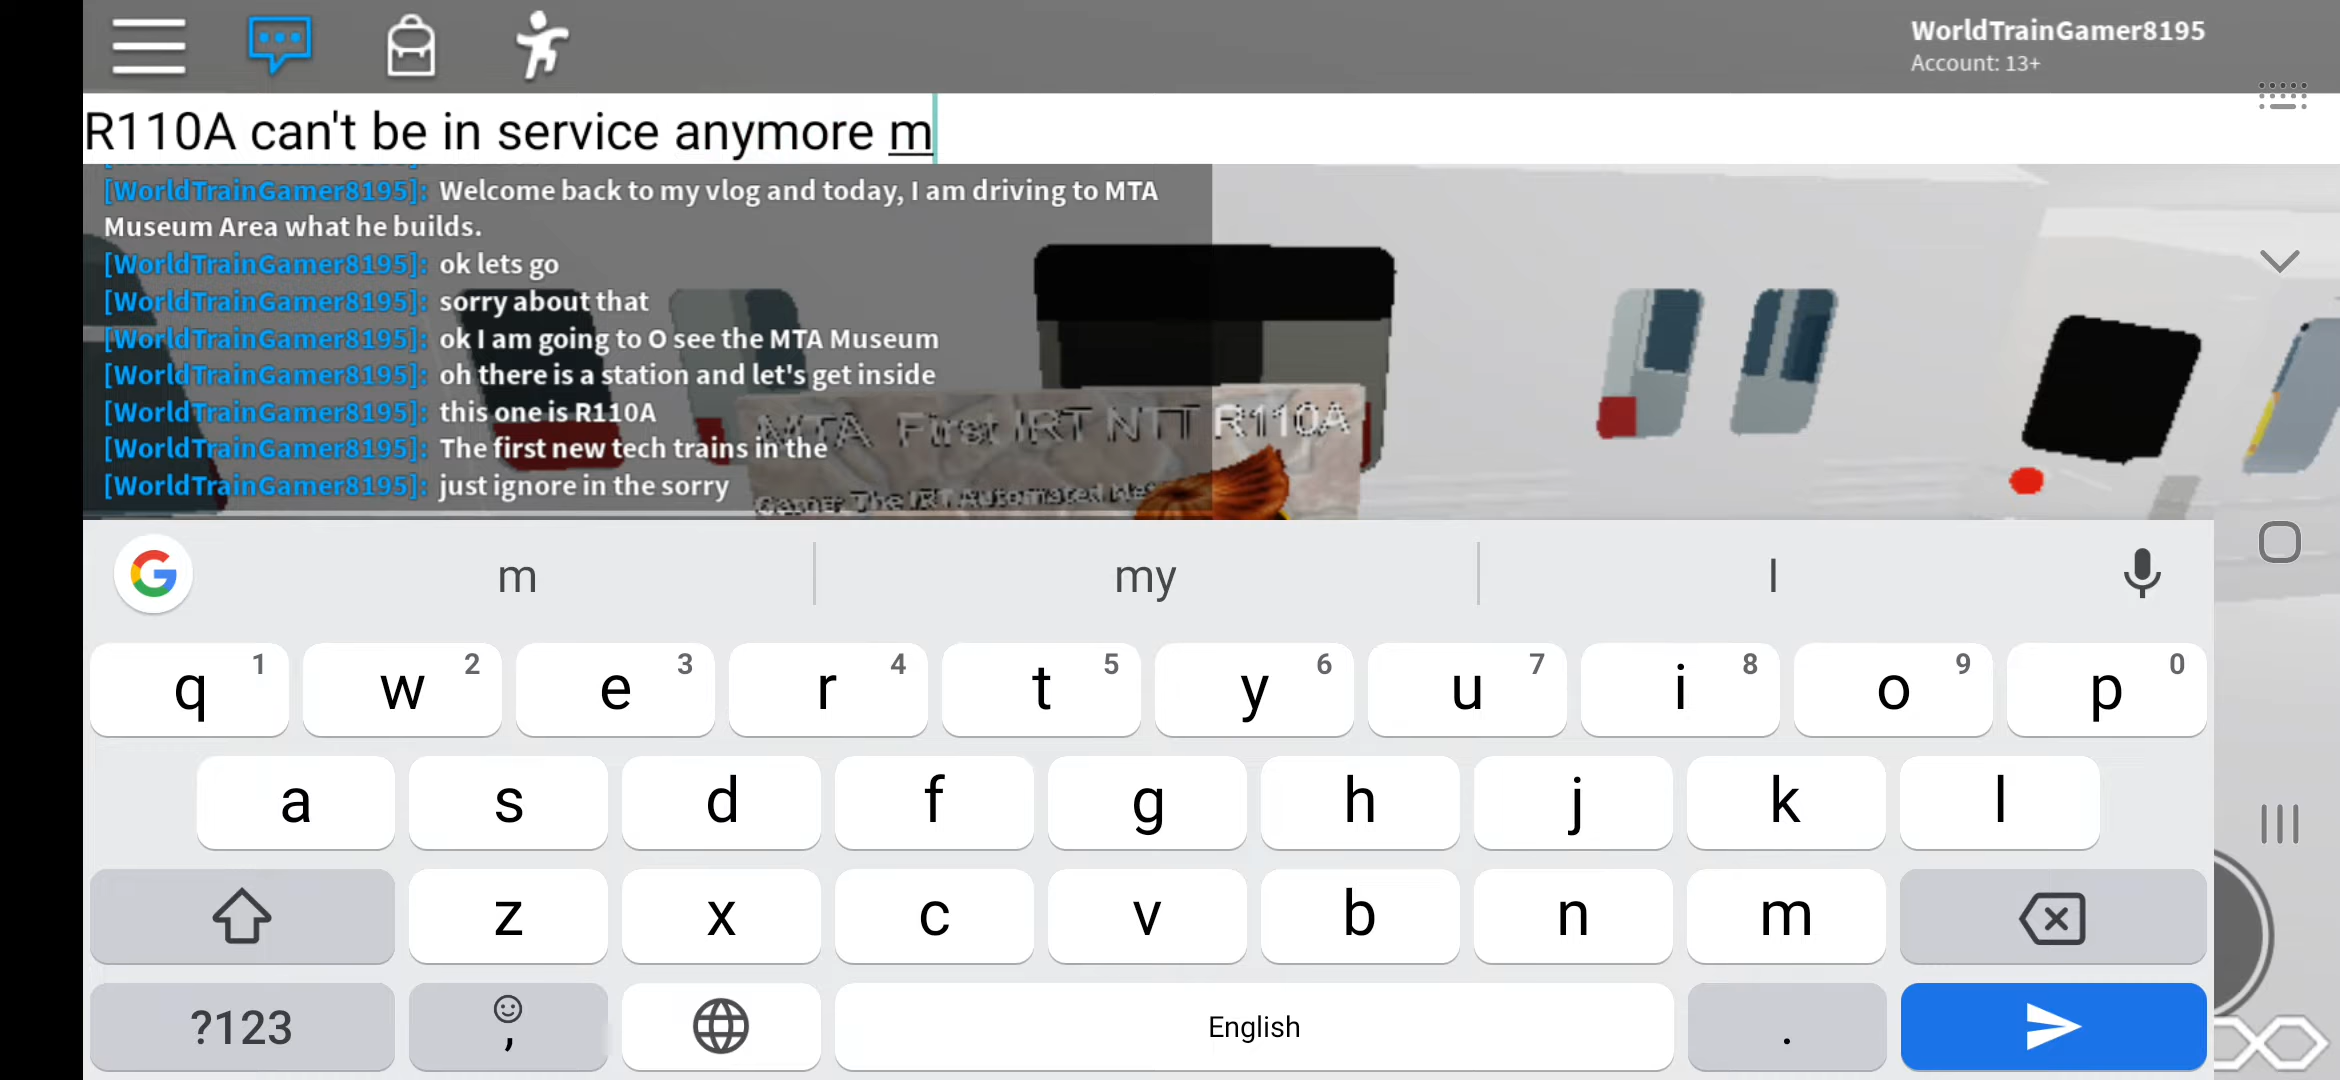 WorldTrainGamer8195
Account: 13+
R110A can't be in service anymore m
[WorldTrainGamer8195]: Welcome back to my vlog and today, I am driving to MTA
Museum Area what he builds.
[WorldTrainGamer8195]: ok lets go
[WorldTrainGamer8195]: sorry about that
[WorldTrainGamer8195]: ok I am going to O see the MTA Museum
[WorldTrainGamer8195]: oh there is a station and let's get inside
[WorldTrainGamer8195]: this one is R110A
[WorldTrainGamer8195]: The first new tech trains in the
[WorldTrainGamer8195]: just ignore in the sorry
MTA First IRT NTT R110A
The IRT Automated
m my I
q 1 w 2 e 3 r 4 t 5 y 6 u 7 i 8 o 9 p 0
a s d f g h j k l
z x c v b n m
?123 , English .